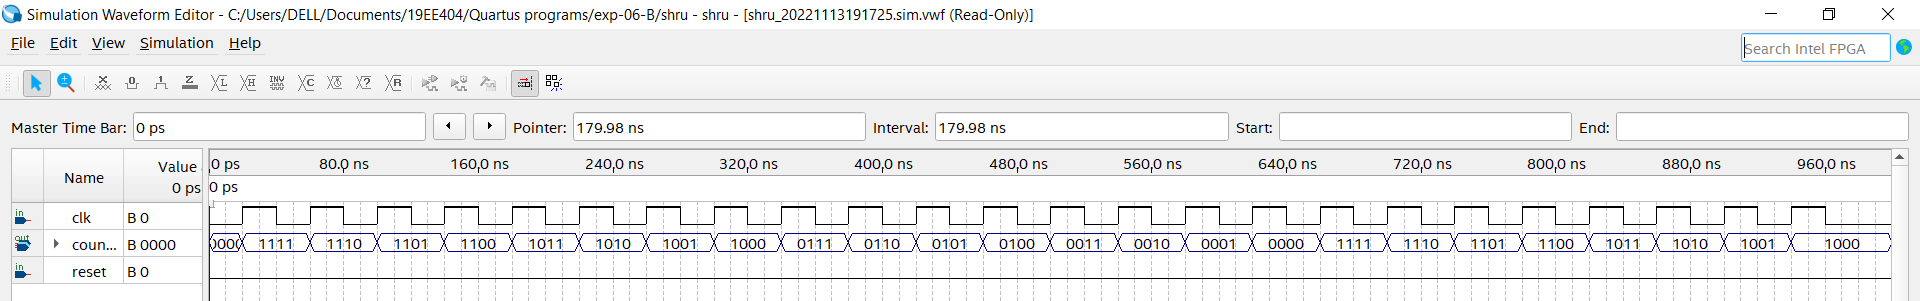 Simulation Waveform Editor - C:/Users/DELL/Documents/19EE404/Quartus programs/exp-06-B/shru - shru - [shru_20221113191725.sim.vwf (Read-Only)]
File Edit View Simulation Help
Search Intel FPGA
Master Time Bar: 0 ps Pointer: 179.98 ns Interval: 179.98 ns Start: End:
Name Value 0 ps 80.0 ns 160.0 ns 240.0 ns 320.0 ns 400.0 ns 480.0 ns 560.0 ns 640.0 ns 720.0 ns 800.0 ns 880.0 ns 960.0 ns
0 ps 0 ps
in clk B 0
out coun... B 0000 1111 1110 1101 1100 1011 1010 1001 1000 0111 0110 0101 0100 0011 0010 0001 0000 1111 1110 1101 1100 1011 1010 1001 1000
in reset B 0